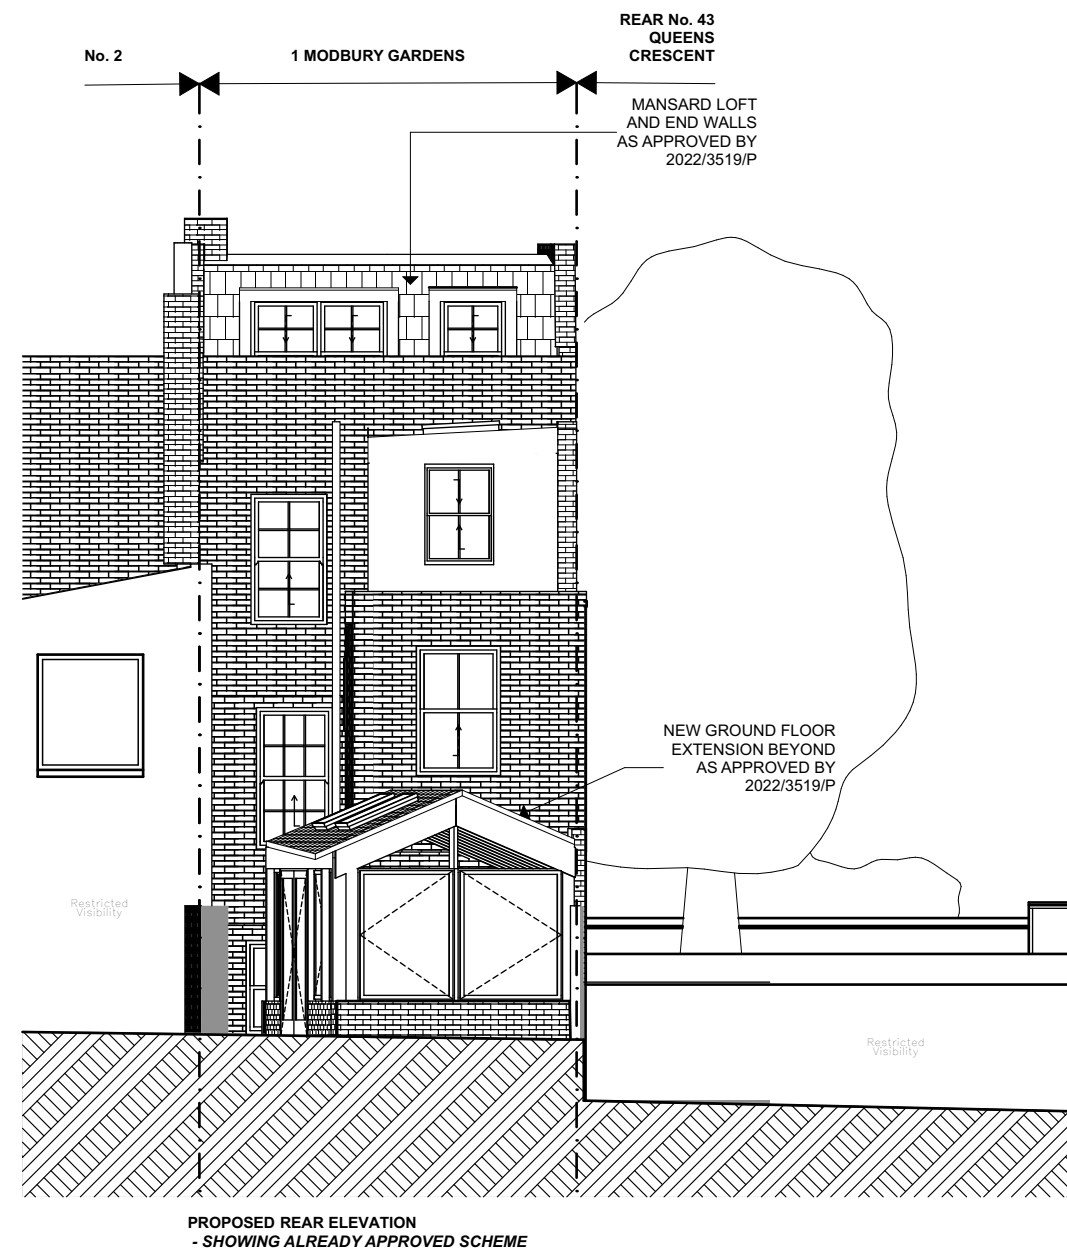 REAR No. 43
QUEENS
CRESCENT
No. 2
1 MODBURY GARDENS
MANSARD LOFT
AND END WALLS
AS APPROVED BY
2022/3519/P
NEW GROUND FLOOR
EXTENSION BEYOND
AS APPROVED BY
2022/3519/P
Restricted
Visibility
Restricted
Visibility
PROPOSED REAR ELEVATION
- SHOWING ALREADY APPROVED SCHEME